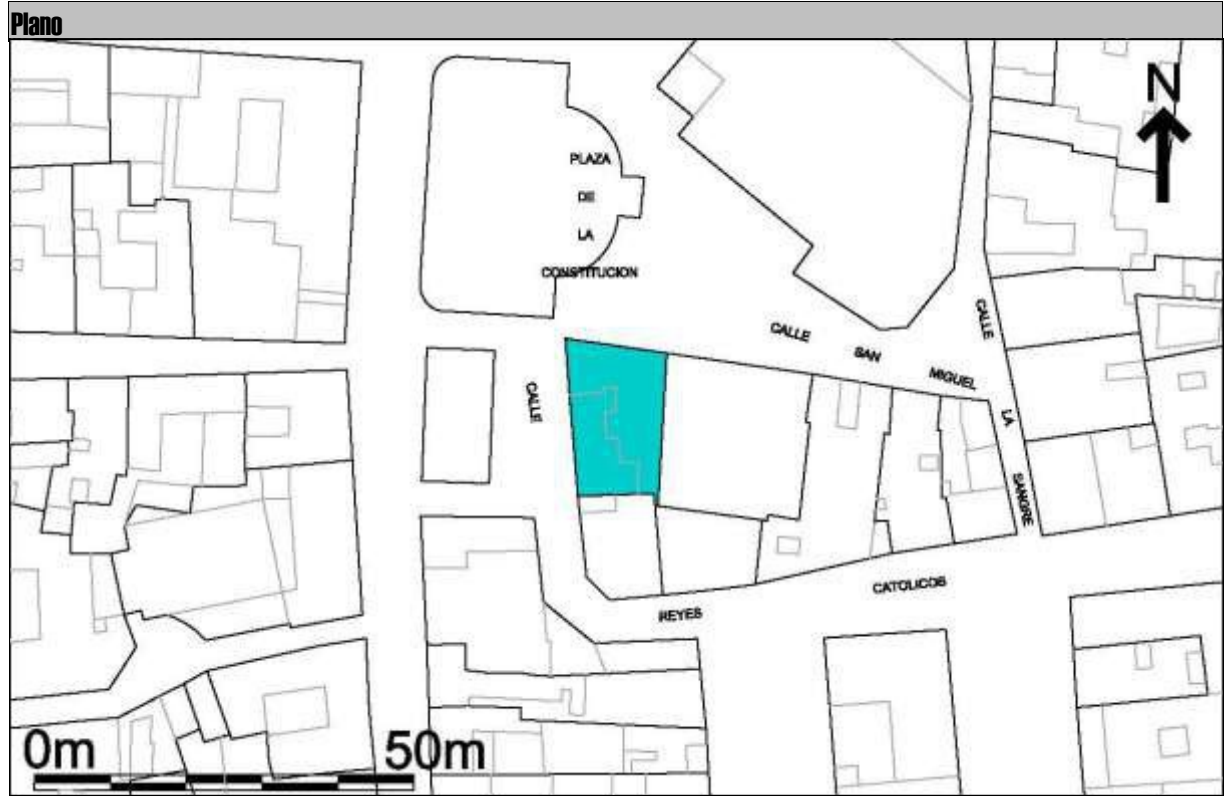 Plano
N
PLAZA
DE
LA
CONSTITUCION
CALLE SAN MIGUEL
CALLE LA SANGRE
CALLE REYES CATOLICOS
0m 50m